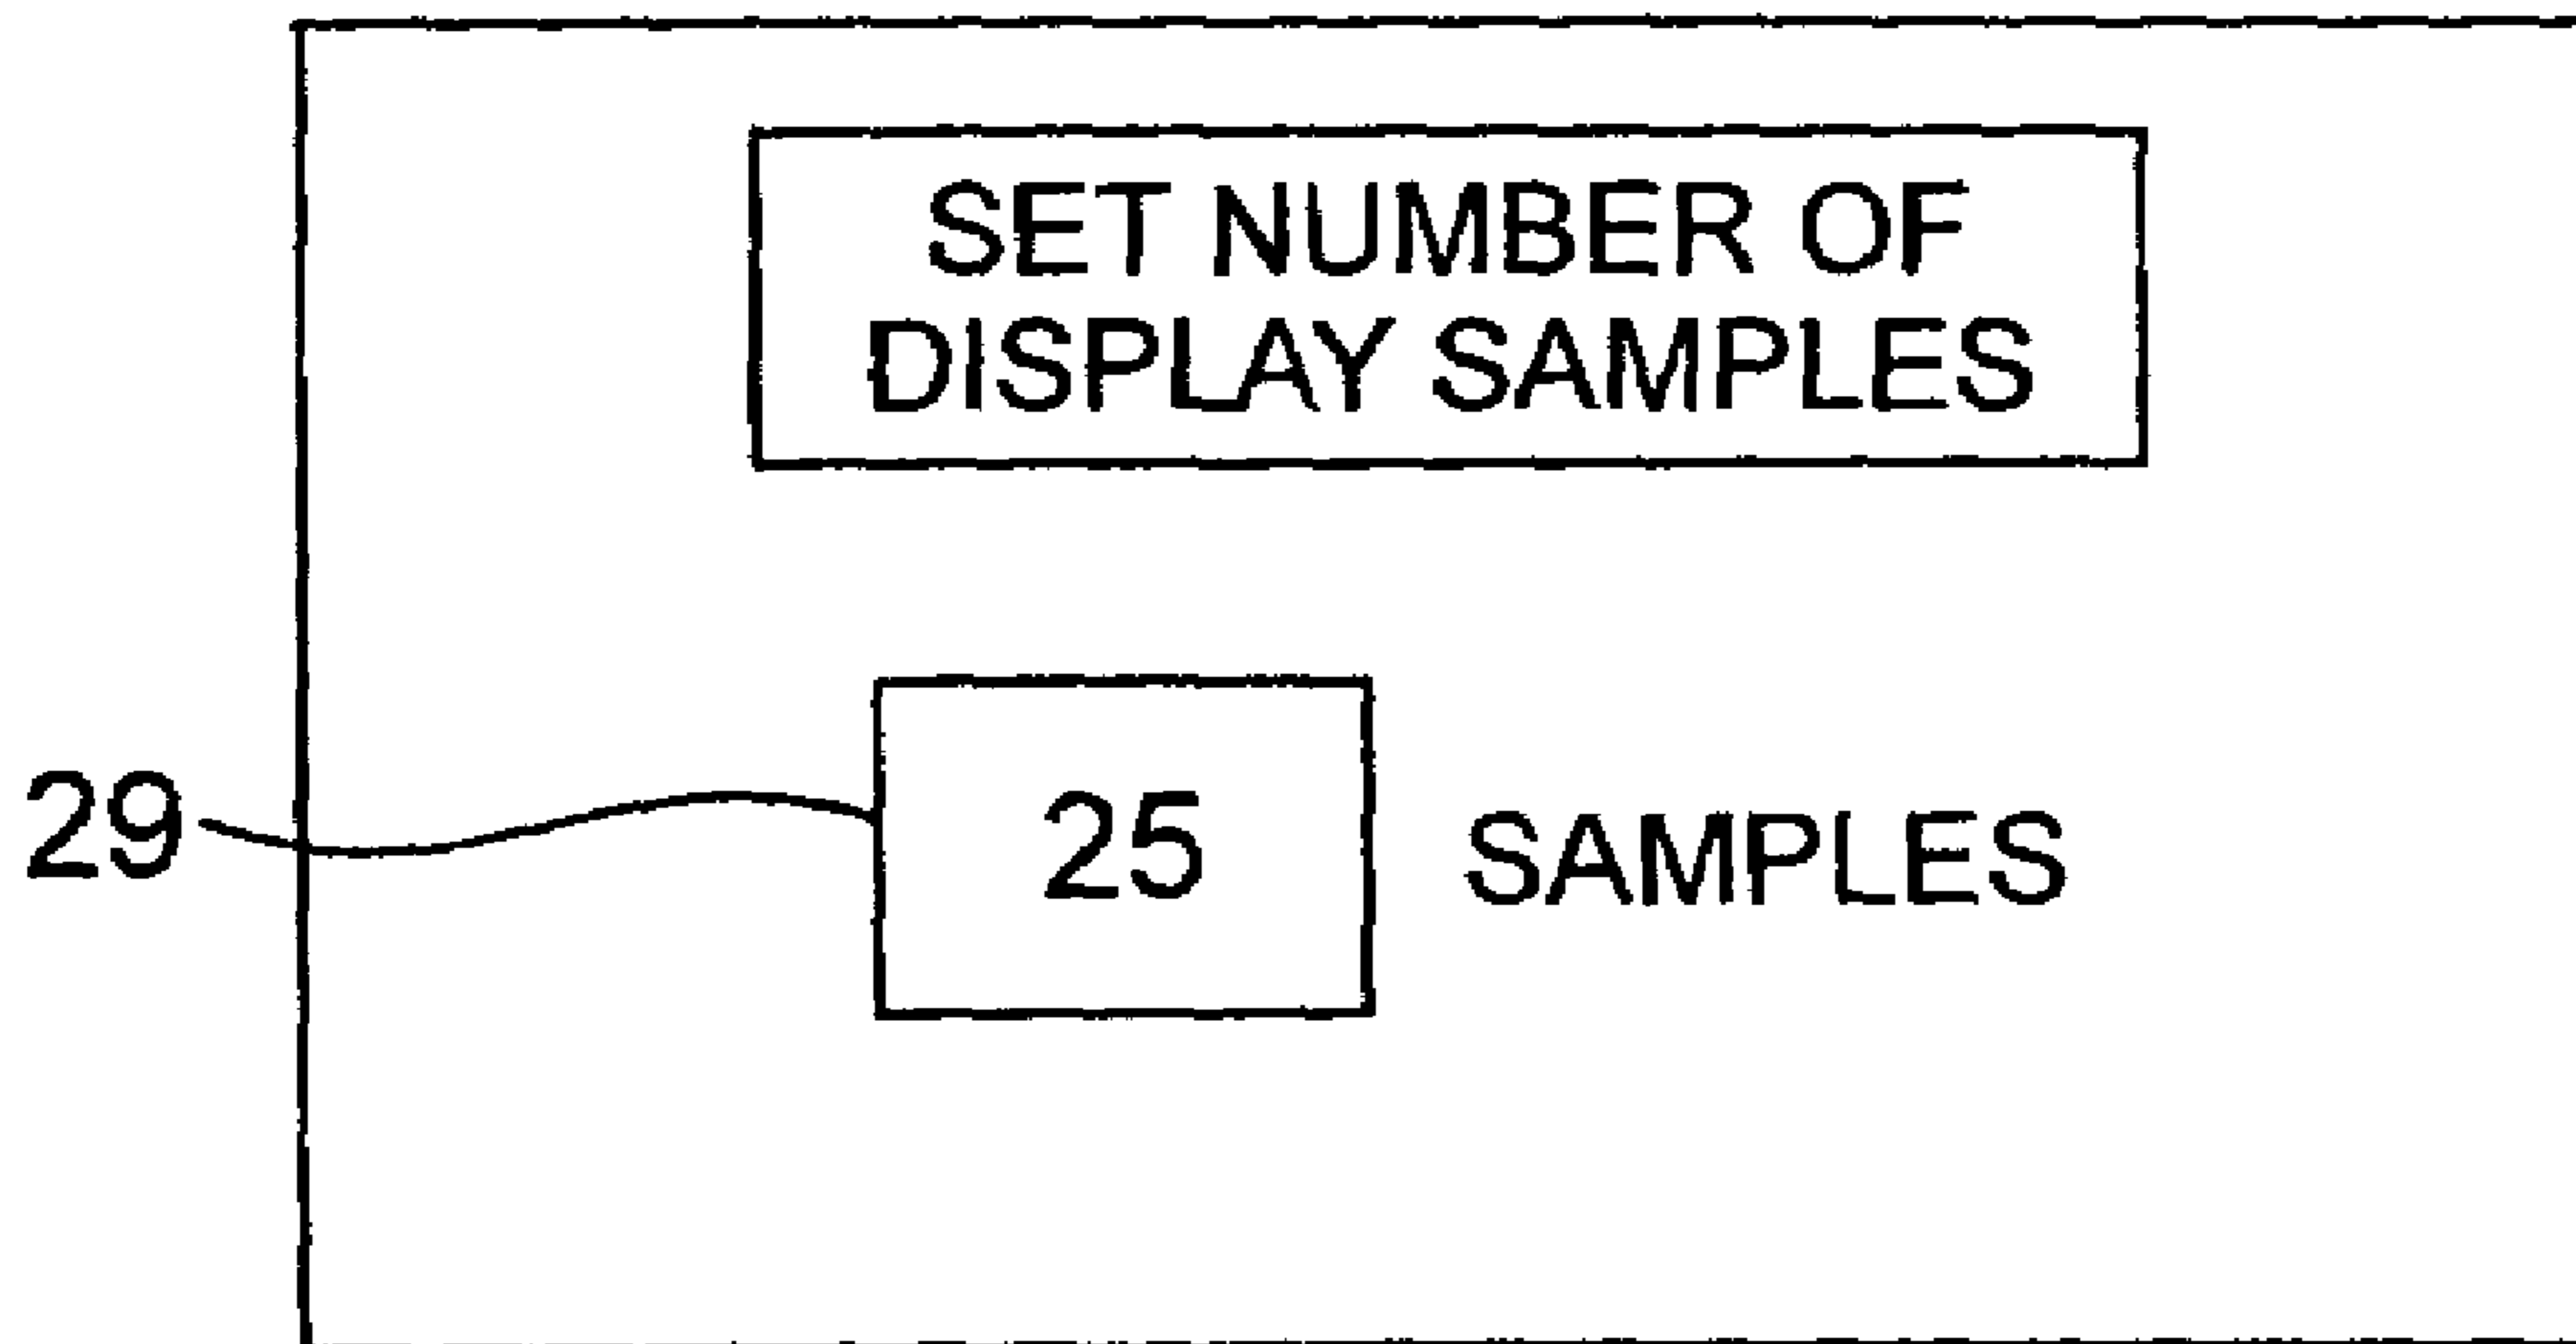 SET NUMBER OF
DISPLAY SAMPLES
29
25
SAMPLES